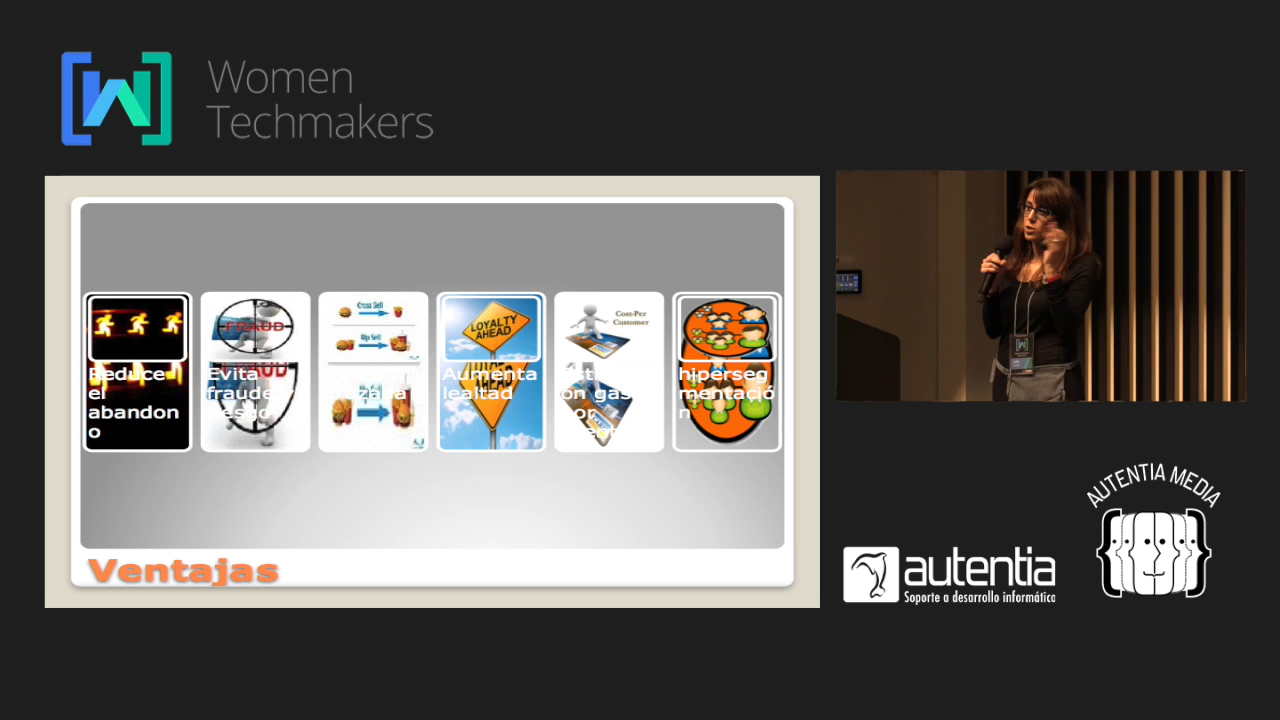 Women
Techmakers
FRAUD
Cross Sell
Up Sell
LOYALTY
AHEAD
Cost-Per
Customer
Reduce
el
abandon
o
Evita
fraude
Aumenta
lealtad
hiperseg
mentació
n
Ventajas
AUTENTIA MEDIA
autentia
Soporte a desarrollo informático